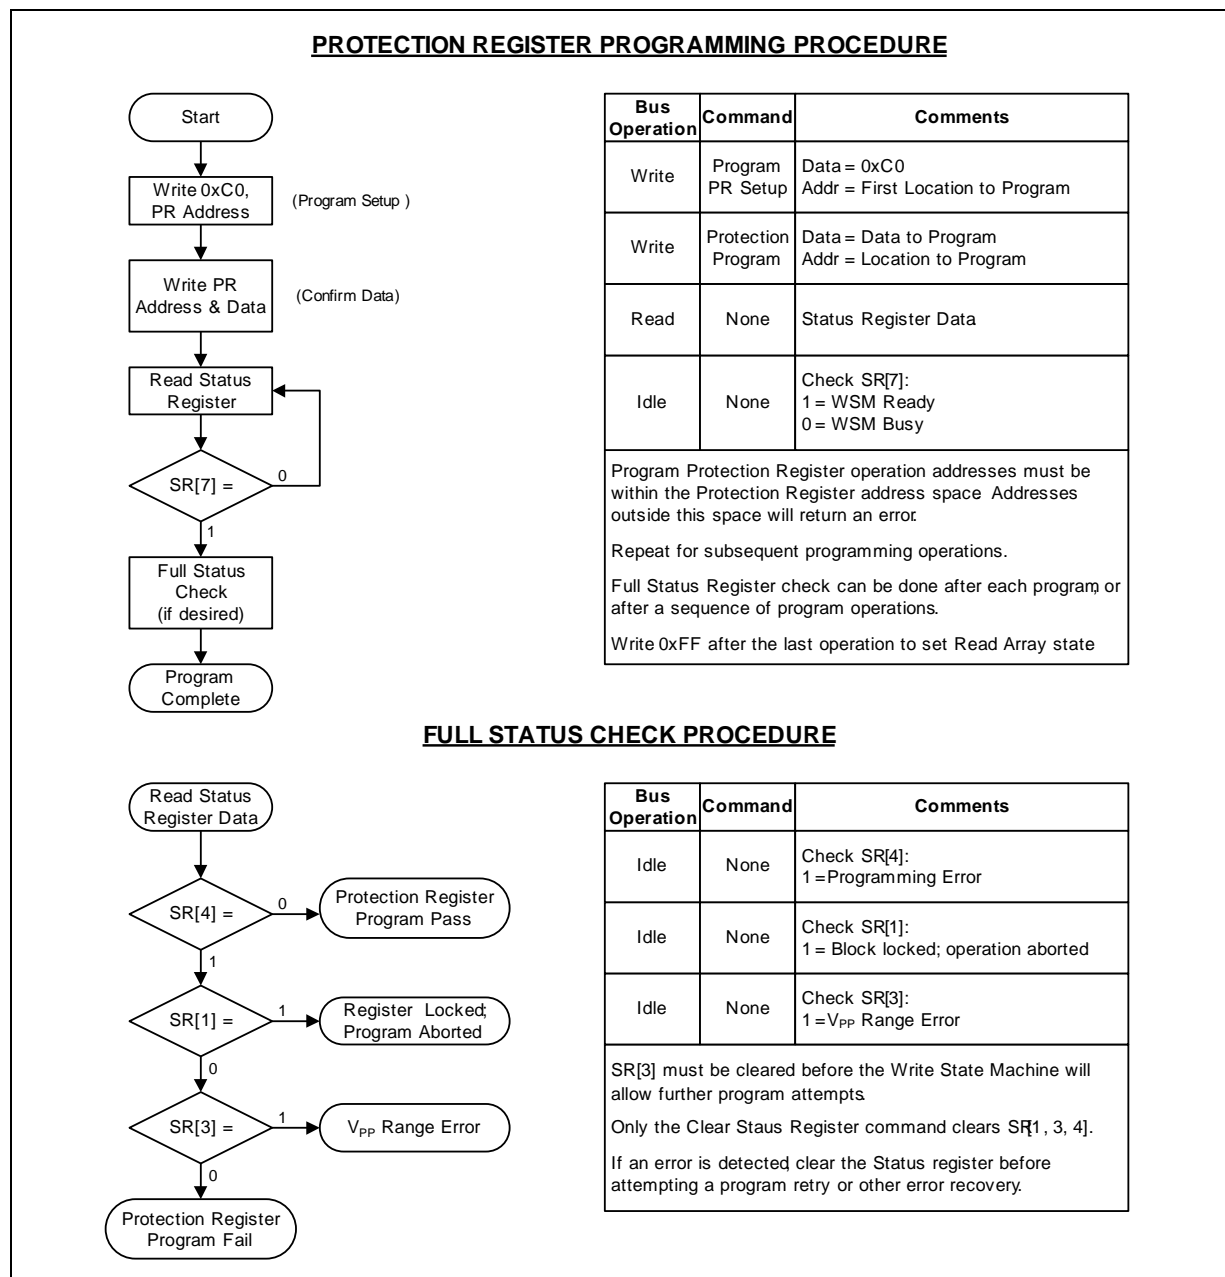 PROTECTION REGISTER PROGRAMMING PROCEDURE
Start
Write 0xC0,
PR Address
(Program Setup )
Write PR
Address & Data
(Confirm Data)
Read Status
Register
SR[7] =
0
1
Full Status
Check
(if desired)
Program
Complete
Bus
Operation
Command
Comments
Write
Program
PR Setup
Data = 0xC0
Addr = First Location to Program
Write
Protection
Program
Data = Data to Program
Addr = Location to Program
Read
None
Status Register Data.
Idle
None
Check SR[7]:
1 = WSM Ready
0 = WSM Busy
Program Protection Register operation addresses must be
within the Protection Register address space. Addresses
outside this space will return an error.
Repeat for subsequent programming operations.
Full Status Register check can be done after each program, or
after a sequence of program operations.
Write 0xFF after the last operation to set Read Array state
FULL STATUS CHECK PROCEDURE
Read Status
Register Data
SR[4] =
0
Protection Register
Program Pass
1
SR[1] =
1
Register Locked;
Program Aborted
0
SR[3] =
1
VPP Range Error
0
Protection Register
Program Fail
Bus
Operation
Command
Comments
Idle
None
Check SR[4]:
1 =Programming Error
Idle
None
Check SR[1]:
1 = Block locked; operation aborted
Idle
None
Check SR[3]:
1 =VPP Range Error
SR[3] must be cleared before the Write State Machine will
allow further program attempts.
Only the Clear Staus Register command clears SR[1, 3, 4].
If an error is detected, clear the Status register before
attempting a program retry or other error recovery.